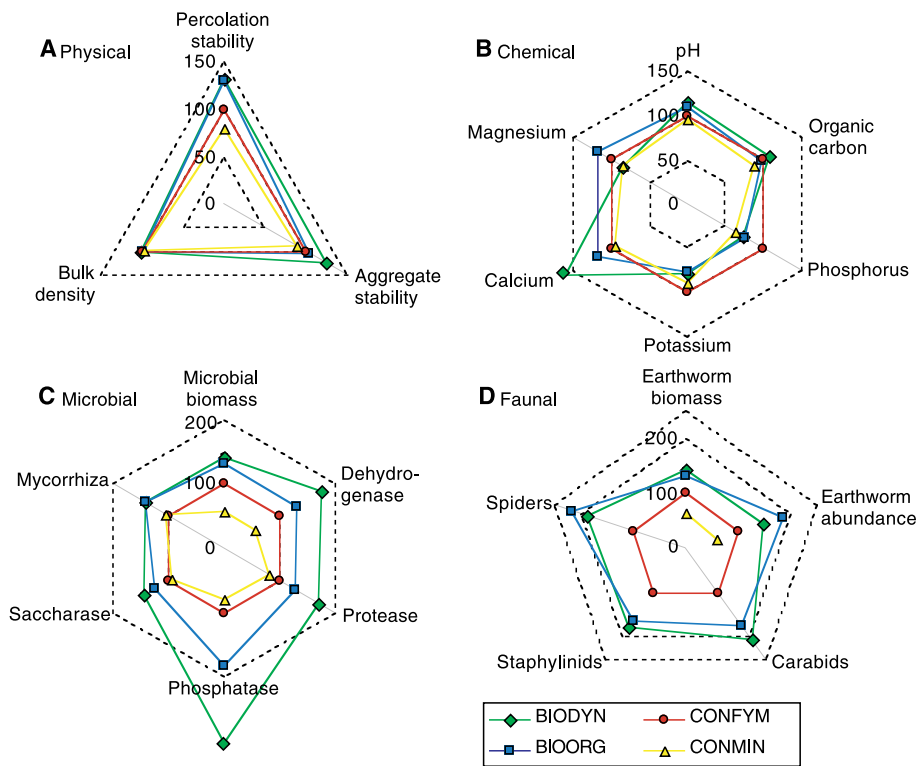 A Physical
Percolation
stability
150
100
50
0
Bulk
density
Aggregate
stability
B Chemical
pH
150
100
50
0
Magnesium
Organic
carbon
Calcium
Phosphorus
Potassium
C Microbial
Microbial
biomass
200
100
0
Mycorrhiza
Dehydro-
genase
Saccharase
Protease
Phosphatase
D Faunal
Earthworm
biomass
200
100
0
Spiders
Earthworm
abundance
Staphylinids
Carabids
BIODYN
CONFYM
BIOORG
CONMIN